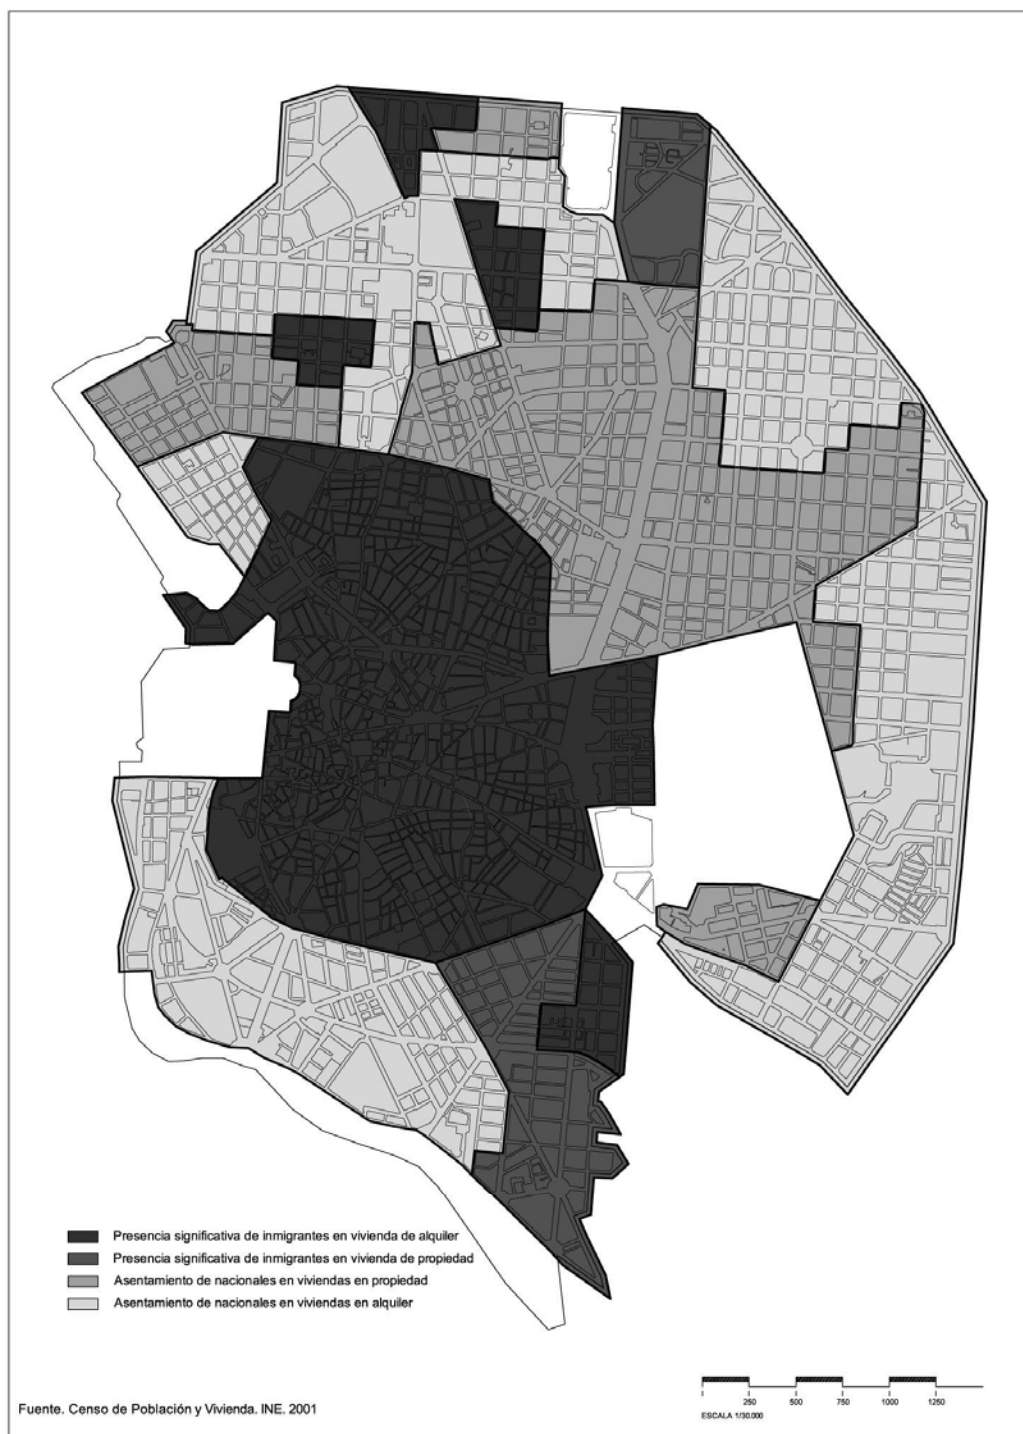 Presencia significativa de inmigrantes en vivienda de alquiler
Presencia significativa de inmigrantes en vivienda de propiedad
Asentamiento de nacionales en viviendas en propiedad
Asentamiento de nacionales en viviendas en alquiler
250 500 750 1000 1250
ESCALA 1/30.000
Fuente. Censo de Población y Vivienda. INE. 2001